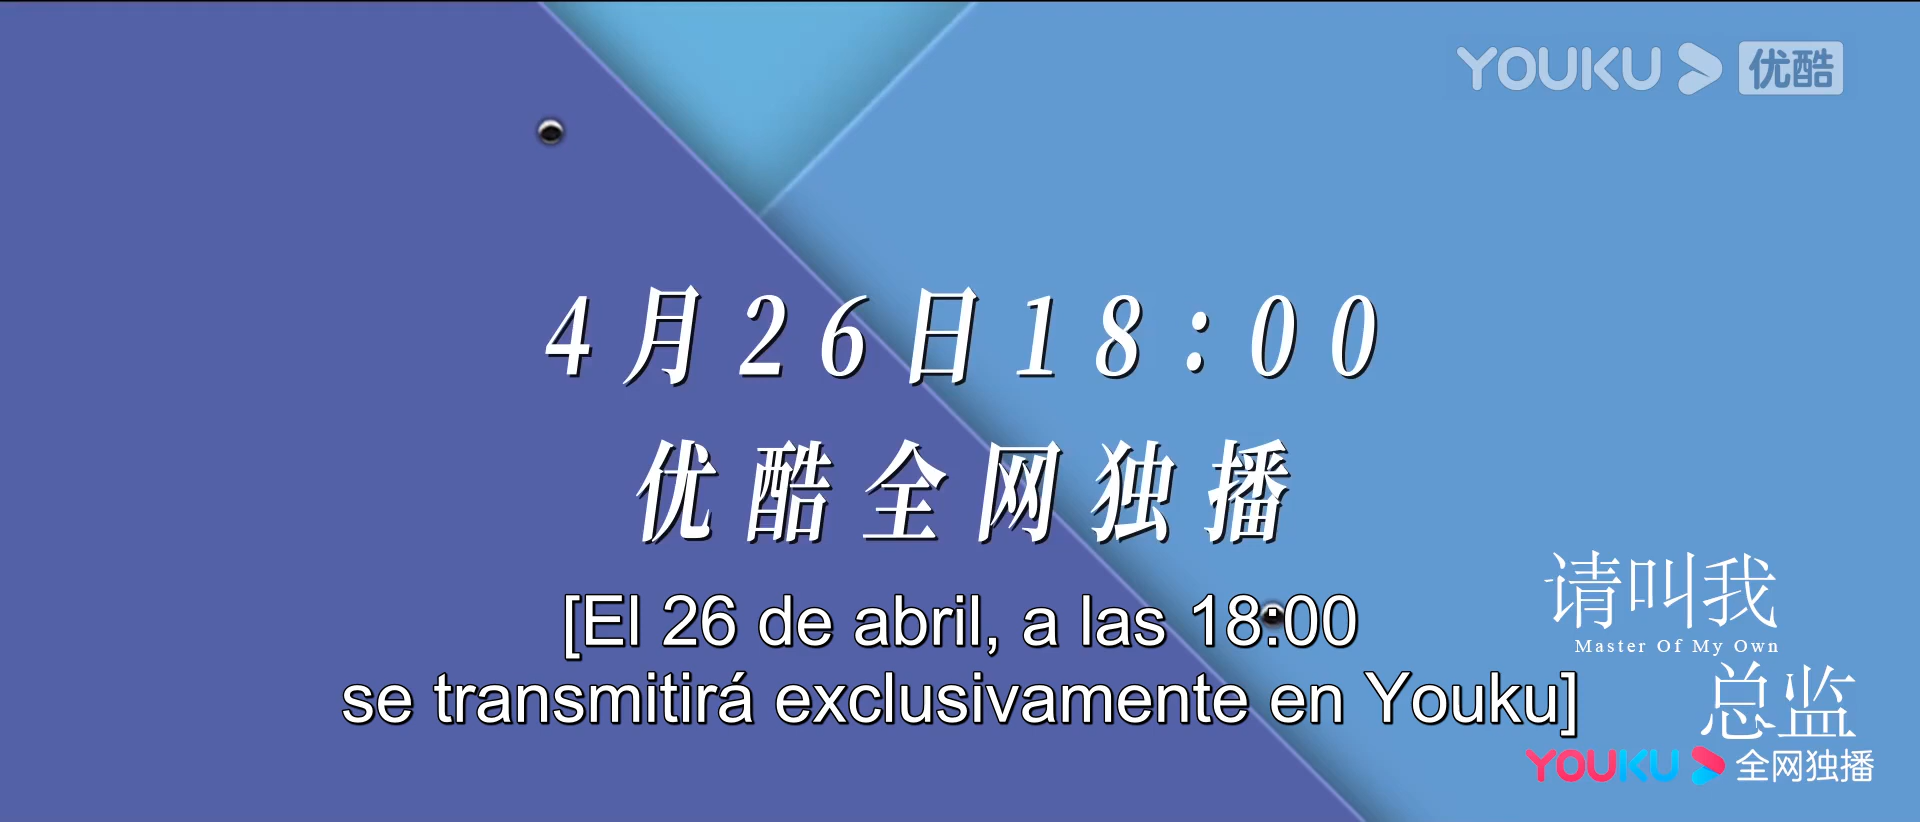 YOUKU 优酷
4月26日18:00
优酷全网独播
[El 26 de abril, a las 18:00
se transmitirá exclusivamente en Youku]
请叫我
Master Of My Own
总监
YOUKU 全网独播